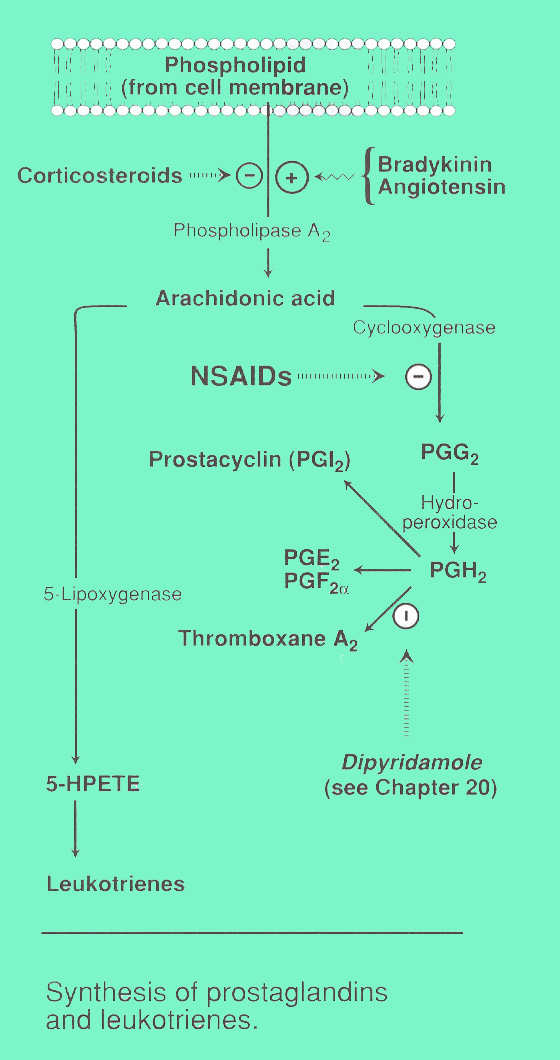 Phospholipid
(from cell membrane)
Corticosteroids
−
+
Bradykinin
Angiotensin
Phospholipase A2
Arachidonic acid
Cyclooxygenase
NSAIDs
−
Prostacyclin (PGI2)
PGG2
Hydro-
peroxidase
PGE2
PGF2α
PGH2
5-Lipoxygenase
Thromboxane A2
Dipyridamole
(see Chapter 20)
5-HPETE
Leukotrienes
Synthesis of prostaglandins
and leukotrienes.